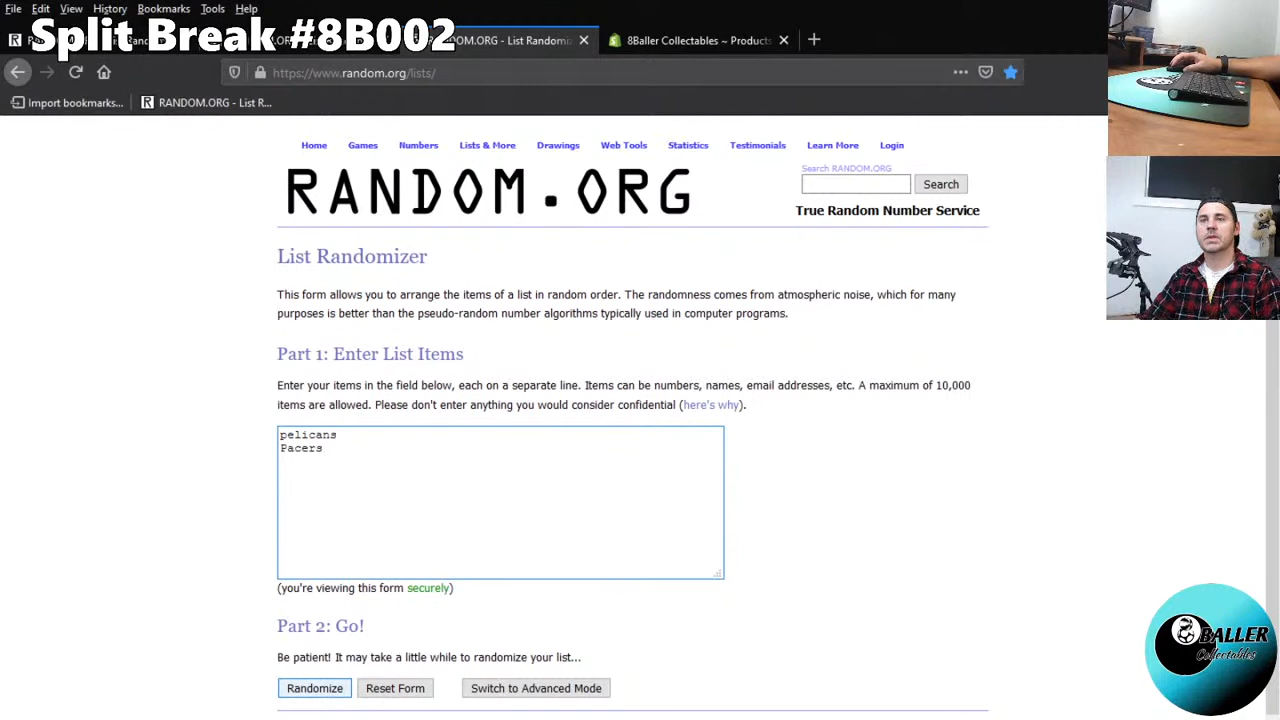 File Edit View History Bookmarks Tools Help
Split Break #8B002
RANDOM.ORG - List Randomiz
8Baller Collectables ~ Products
https://www.random.org/lists/
Import bookmarks...
RANDOM.ORG - List R...
Home Games Numbers Lists & More Drawings Web Tools Statistics Testimonials Learn More Login
Search RANDOM.ORG
RANDOM.ORG
Search
True Random Number Service
List Randomizer
This form allows you to arrange the items of a list in random order. The randomness comes from atmospheric noise, which for many
purposes is better than the pseudo-random number algorithms typically used in computer programs.
Part 1: Enter List Items
Enter your items in the field below, each on a separate line. Items can be numbers, names, email addresses, etc. A maximum of 10,000
items are allowed. Please don't enter anything you would consider confidential (here's why).
pelicans
Pacers
(you're viewing this form securely)
Part 2: Go!
Be patient! It may take a little while to randomize your list...
Randomize Reset Form Switch to Advanced Mode
BALLER
Collectables